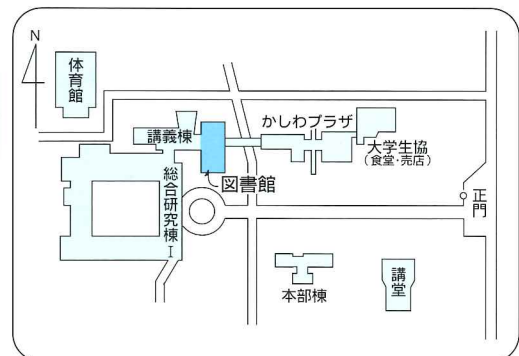 N
体育館
講義棟
かしわプラザ
大学生協
(食堂・売店)
図書館
総合研究棟I
正門
本部棟
講堂